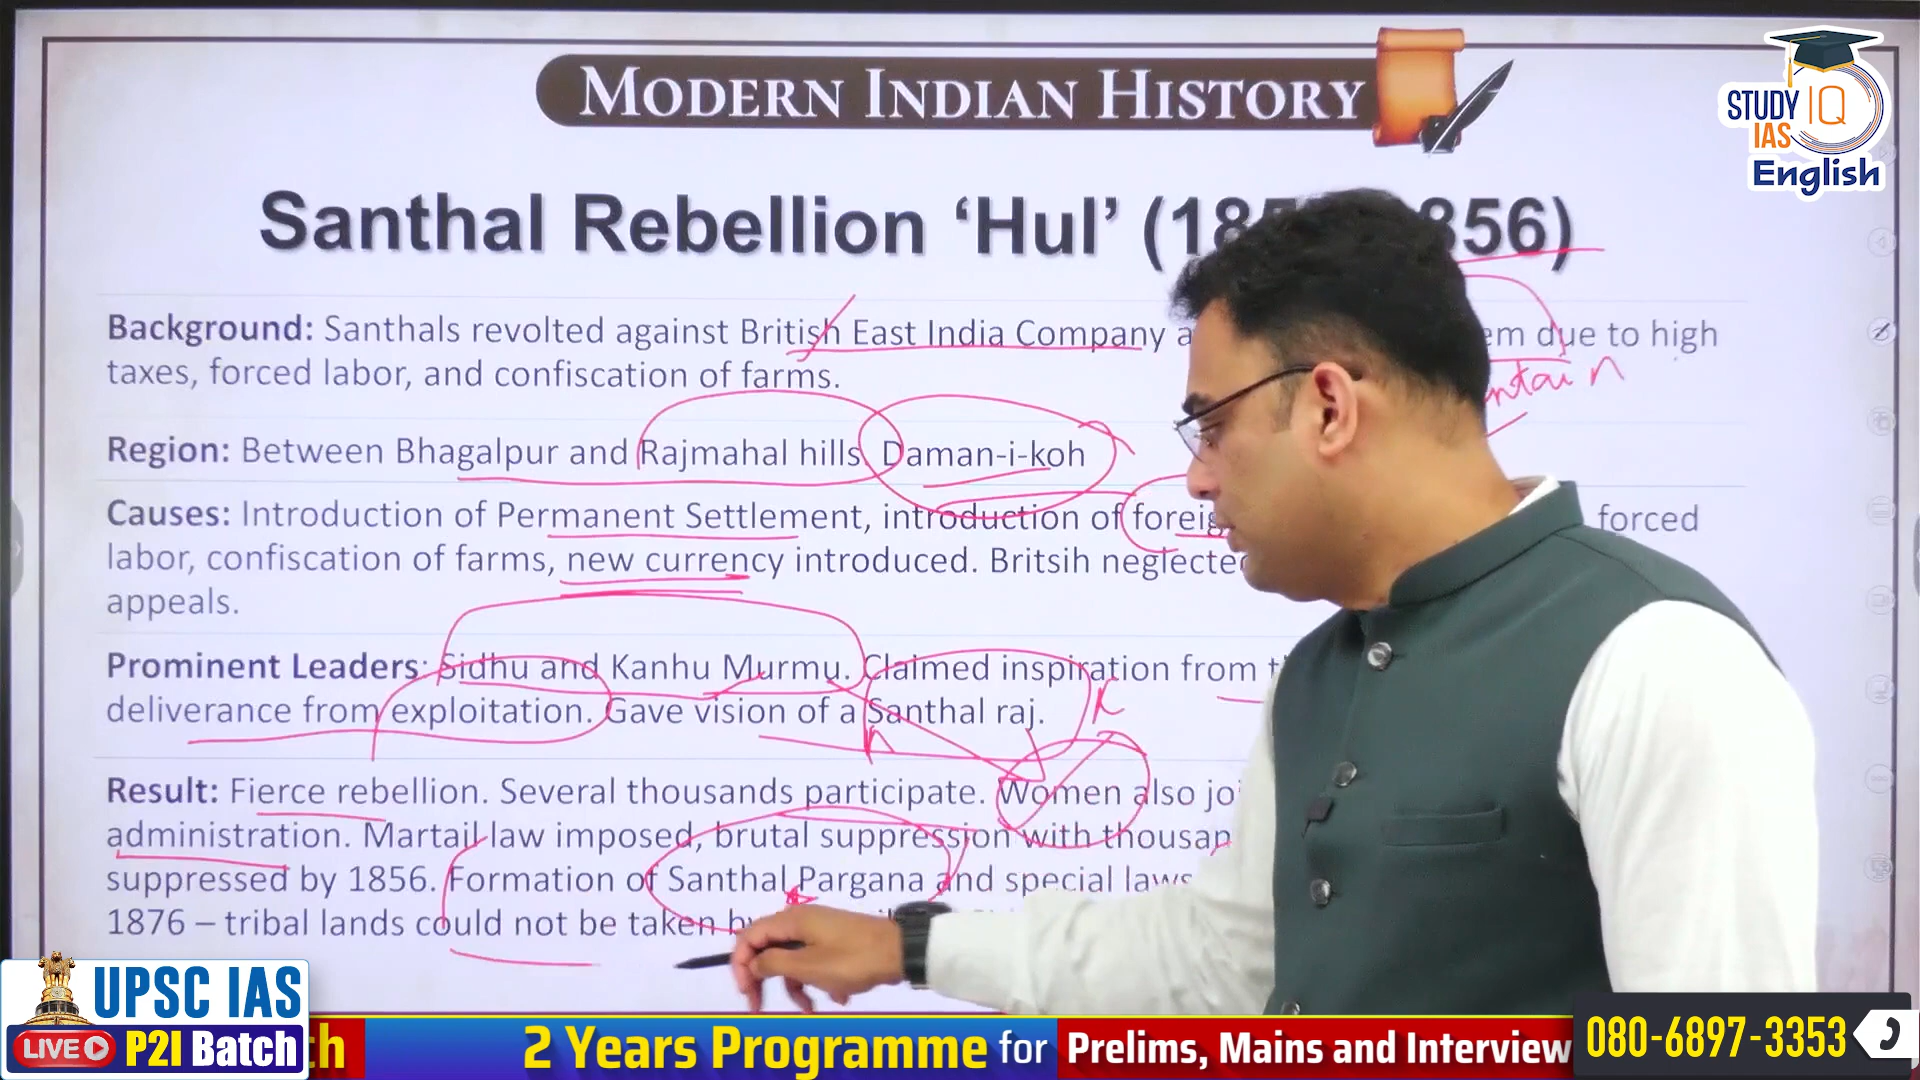 MODERN INDIAN HISTORY
STUDY IQ
IAS
English
Santhal Rebellion ‘Hul’ (18 856)
Background: Santhals revolted against British East India Company due to high
taxes, forced labor, and confiscation of farms.
ntain
Region: Between Bhagalpur and Rajmahal hills Daman-i-koh
Causes: Introduction of Permanent Settlement, introduction of foreig forced
labor, confiscation of farms, new currency introduced. Britsih neglecte
appeals.
Prominent Leaders: Sidhu and Kanhu Murmu. Claimed inspiration from
deliverance from exploitation. Gave vision of a Santhal raj.
Result: Fierce rebellion. Several thousands participate. Women also
administration. Martail law imposed, brutal suppression with thousan
suppressed by 1856. Formation of Santhal Pargana and special laws
1876 – tribal lands could not be taken
UPSC IAS
LIVE P2I Batch ch
2 Years Programme for Prelims, Mains and Interview
080-6897-3353